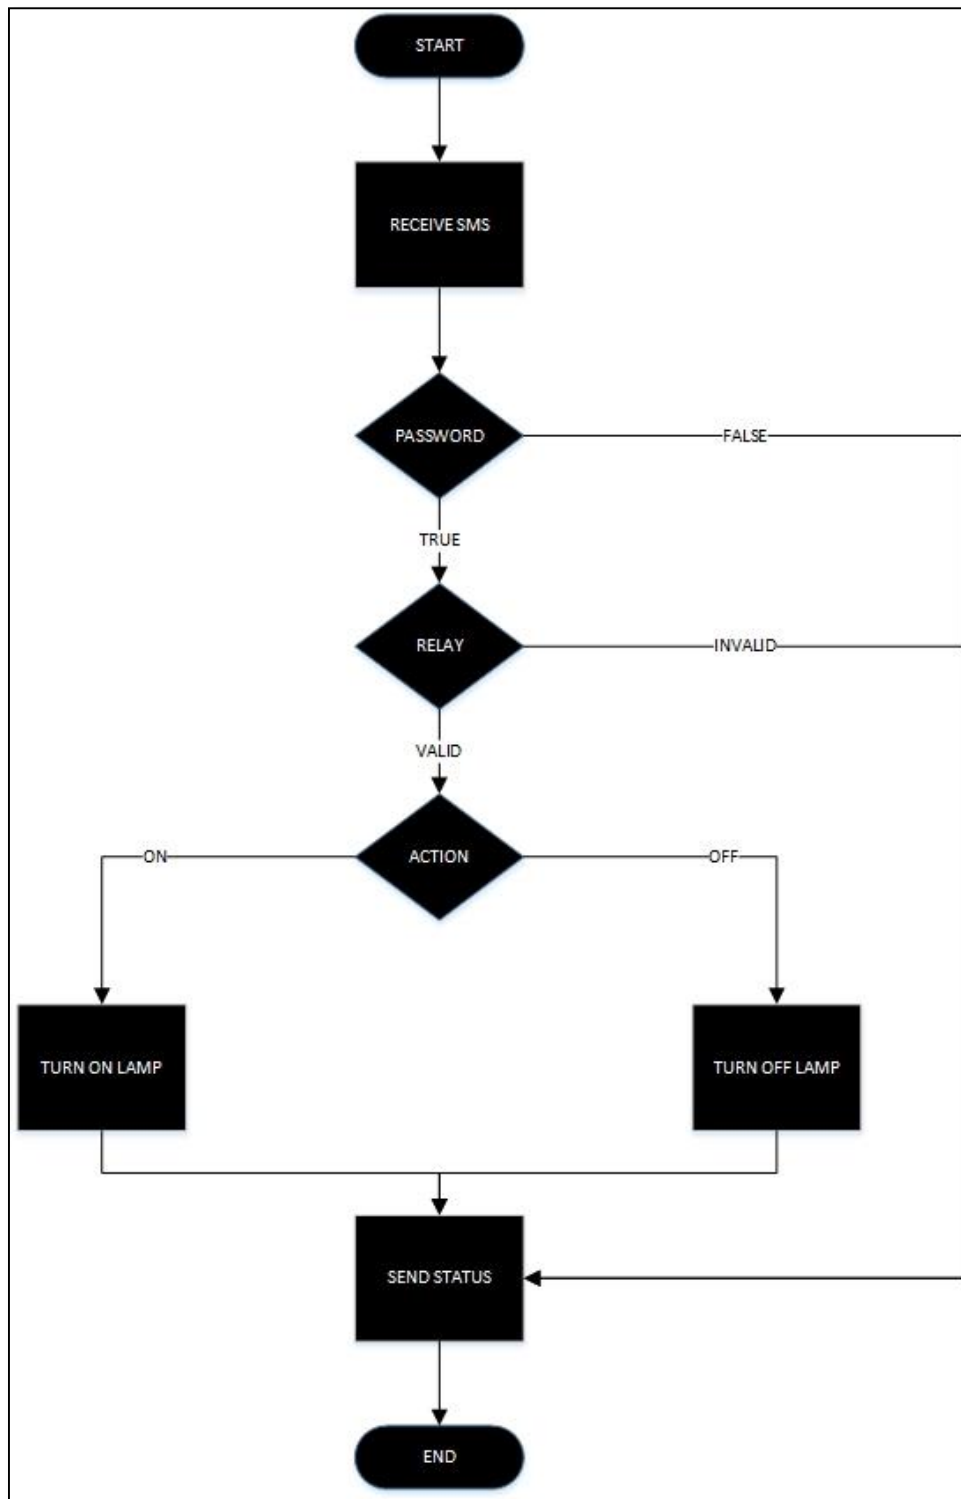 START
RECEIVE SMS
PASSWORD
FALSE
TRUE
RELAY
INVALID
VALID
ACTION
ON
OFF
TURN ON LAMP
TURN OFF LAMP
SEND STATUS
END